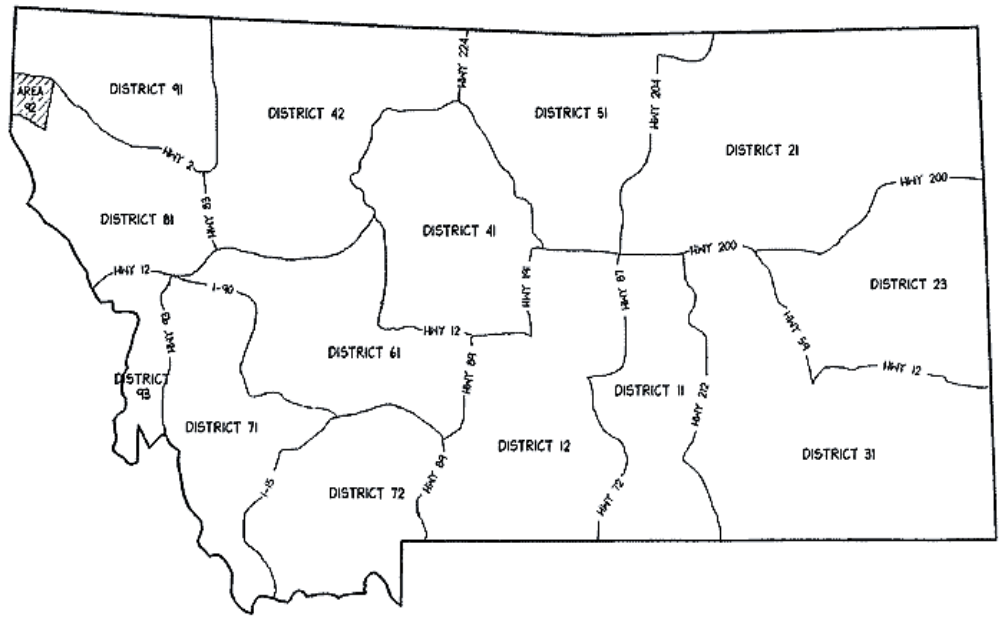 HWY 224
DISTRICT 91
AREA
92
DISTRICT 42
DISTRICT 51
HWY 204
DISTRICT 21
HWY 2
HWY 200
HWY 93
DISTRICT 81
DISTRICT 41
HWY 200
HWY 12
I-90
HWY 191
HWY 87
DISTRICT 23
HWY 93
HWY 12
DISTRICT 61
HWY 59
HWY 89
HWY 12
DISTRICT
93
DISTRICT 11
HWY 212
DISTRICT 71
DISTRICT 12
DISTRICT 31
HWY 89
I-15
DISTRICT 72
HWY 72